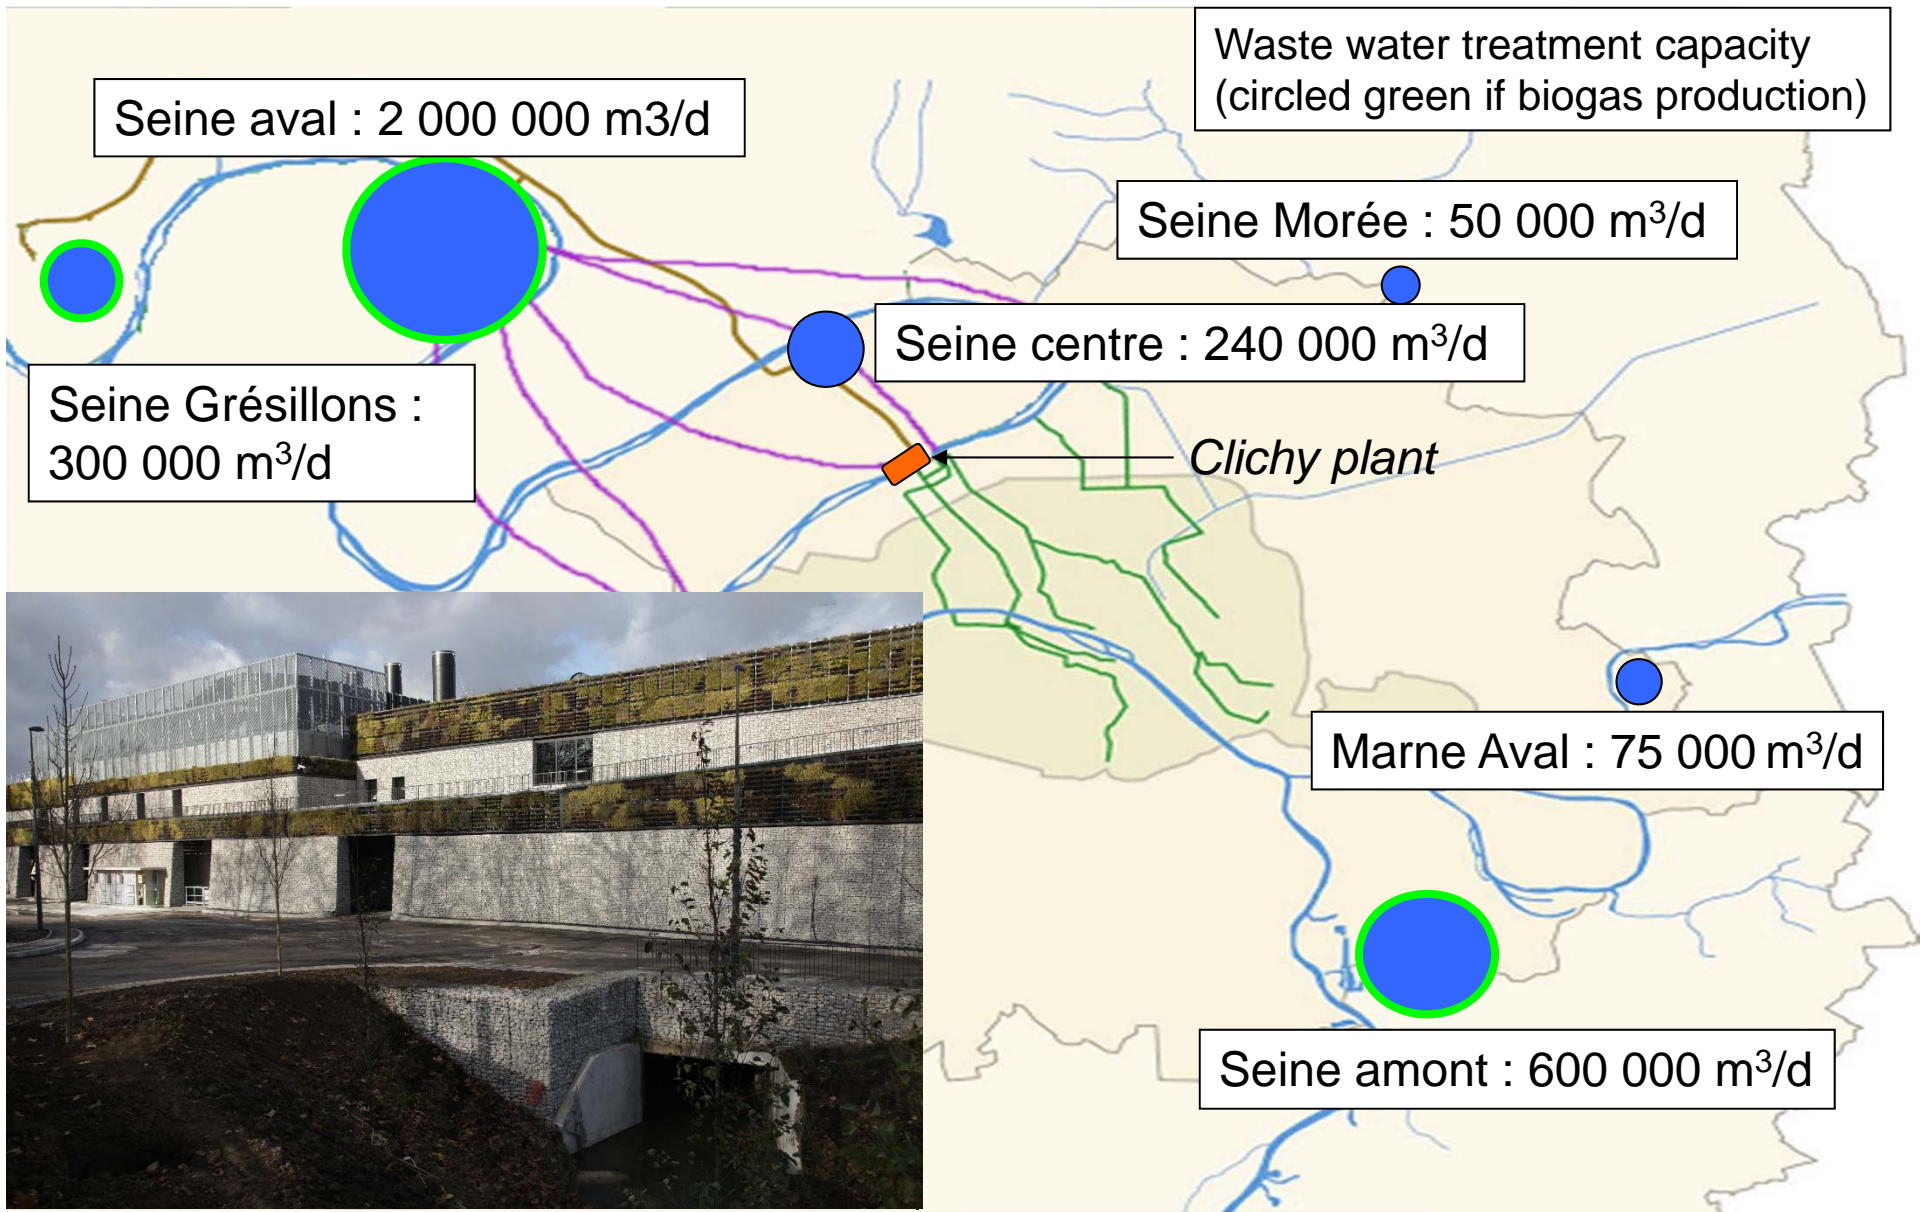 Waste water treatment capacity
(circled green if biogas production)
Seine aval : 2 000 000 m3/d
Seine Morée : 50 000 m³/d
Seine centre : 240 000 m³/d
Seine Grésillons :
300 000 m³/d
Clichy plant
Marne Aval : 75 000 m³/d
Seine amont : 600 000 m³/d